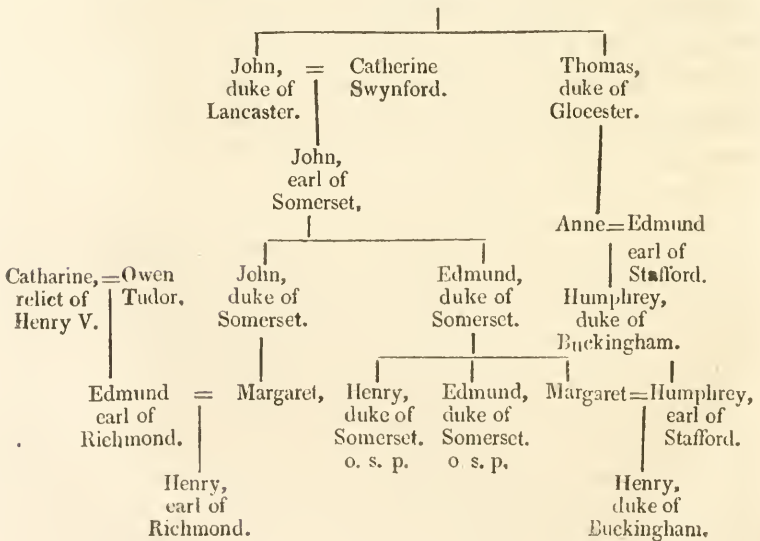 John, = Catherine Thomas,
duke of Swynford. duke of
Lancaster. Glocester.
John,
earl of
Somerset,
Anne = Edmund
earl of
Catharine, = Owen John, Edmund, Stafford.
relict of Tudor, duke of duke of Humphrey,
Henry V. Somerset. Somerset. duke of
Buckingham.
Edmund = Margaret, Henry, Edmund, Margaret = Humphrey,
earl of duke of duke of earl of
Richmond. Somerset. Somerset. Stafford.
o. s. p. o s. p.
Henry, Henry,
earl of duke of
Richmond. Buckingham.